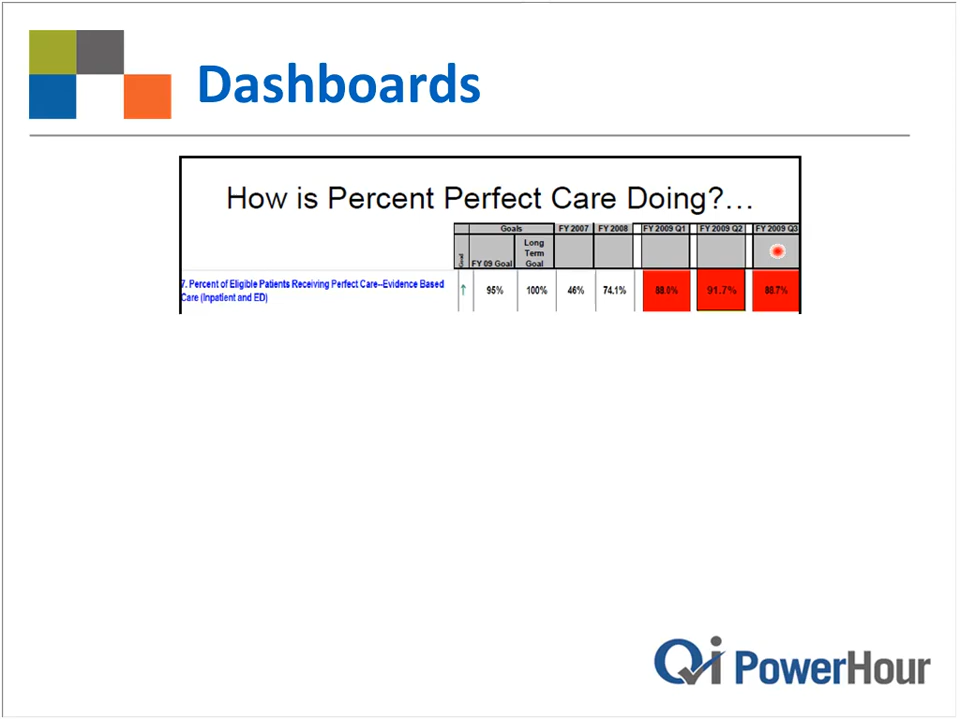 Dashboards
How is Percent Perfect Care Doing?...
Goals FY 2007 FY 2008 FY 2009 Q1 FY 2009 Q2 FY 2009 Q3
Goal FY 09 Goal Long Term Goal
7. Percent of Eligible Patients Receiving Perfect Care--Evidence Based
Care (Inpatient and ED)
↑ 95% 100% 46% 74.1% 88.0% 91.7% 88.7%
Qi PowerHour